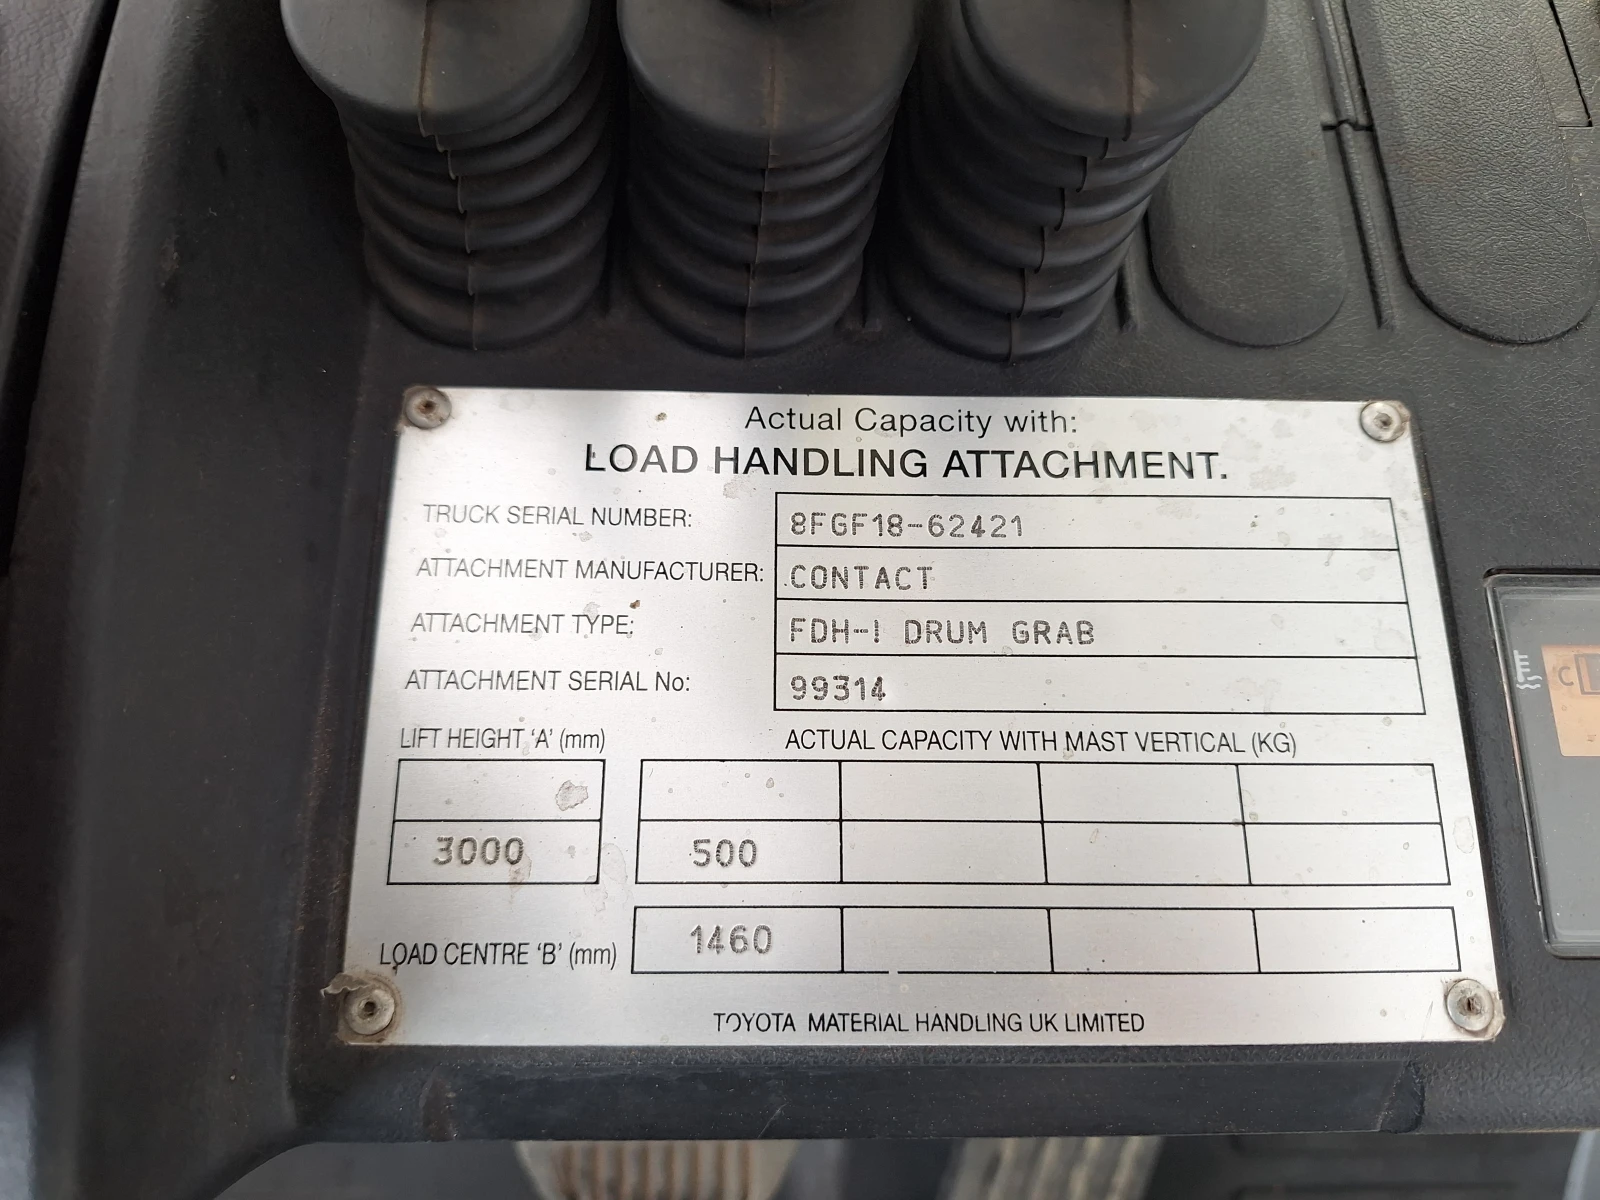 Actual Capacity with:
LOAD HANDLING ATTACHMENT.
TRUCK SERIAL NUMBER: 8FGF18-62421
ATTACHMENT MANUFACTURER: CONTACT
ATTACHMENT TYPE: FDH-I DRUM GRAB
ATTACHMENT SERIAL No: 99314
LIFT HEIGHT 'A' (mm) ACTUAL CAPACITY WITH MAST VERTICAL (KG)
3000 500
LOAD CENTRE 'B' (mm) 1460
TOYOTA MATERIAL HANDLING UK LIMITED
C